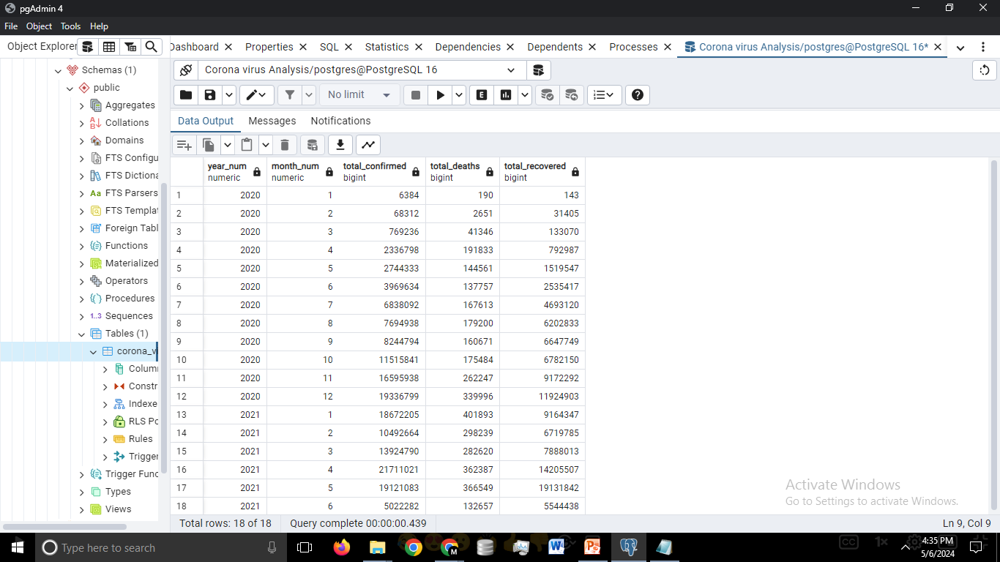 pgAdmin 4
File Object Tools Help
Object Explorer
Dashboard Properties SQL Statistics Dependencies Dependents Processes Corona virus Analysis/postgres@PostgreSQL 16*
Schemas (1)
public
Aggregates
Collations
Domains
FTS Configu
FTS Dictiona
FTS Parsers
FTS Templat
Foreign Tabl
Functions
Materialized
Operators
Procedures
1..3 Sequences
Tables (1)
corona_v
Colum
Constr
Indexe
RLS Po
Rules
Trigger
Trigger Func
Types
Views
Corona virus Analysis/postgres@PostgreSQL 16
No limit
E
Data Output Messages Notifications
year_num month_num total_confirmed total_deaths total_recovered
numeric numeric bigint bigint bigint
1 2020 1 6384 190 143
2 2020 2 68312 2651 31405
3 2020 3 769236 41346 133070
4 2020 4 2336798 191833 792987
5 2020 5 2744333 144561 1519547
6 2020 6 3969634 137757 2535417
7 2020 7 6838092 167613 4693120
8 2020 8 7694938 179200 6202833
9 2020 9 8244794 160671 6647749
10 2020 10 11515841 175484 6782150
11 2020 11 16595938 262247 9172292
12 2020 12 19336799 339996 11924903
13 2021 1 18672205 401893 9164347
14 2021 2 10492664 298239 6719785
15 2021 3 13924790 282620 7888013
16 2021 4 21711021 362387 14205507
17 2021 5 19121083 366549 19131842
18 2021 6 5022282 132657 5544438
Activate Windows
Go to Settings to activate Windows.
Total rows: 18 of 18 Query complete 00:00:00.439 Ln 9, Col 9
Type here to search
4:35 PM
5/6/2024